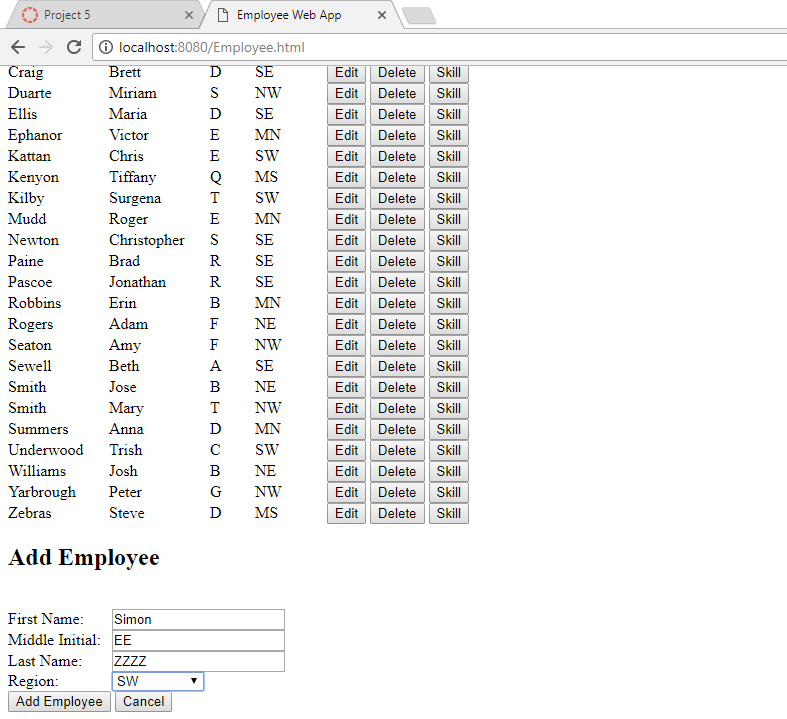 Project 5
Employee Web App
localhost:8080/Employee.html
Craig Brett D SE Edit Delete Skill
Duarte Miriam S NW Edit Delete Skill
Ellis Maria D SE Edit Delete Skill
Ephanor Victor E MN Edit Delete Skill
Kattan Chris E SW Edit Delete Skill
Kenyon Tiffany Q MS Edit Delete Skill
Kilby Surgena T SW Edit Delete Skill
Mudd Roger E MN Edit Delete Skill
Newton Christopher S SE Edit Delete Skill
Paine Brad R SE Edit Delete Skill
Pascoe Jonathan R SE Edit Delete Skill
Robbins Erin B MN Edit Delete Skill
Rogers Adam F NE Edit Delete Skill
Seaton Amy F NW Edit Delete Skill
Sewell Beth A SE Edit Delete Skill
Smith Jose B NE Edit Delete Skill
Smith Mary T NW Edit Delete Skill
Summers Anna D MN Edit Delete Skill
Underwood Trish C SW Edit Delete Skill
Williams Josh B NE Edit Delete Skill
Yarbrough Peter G NW Edit Delete Skill
Zebras Steve D MS Edit Delete Skill
Add Employee
First Name: Simon
Middle Initial: EE
Last Name: ZZZZ
Region: SW
Add Employee Cancel